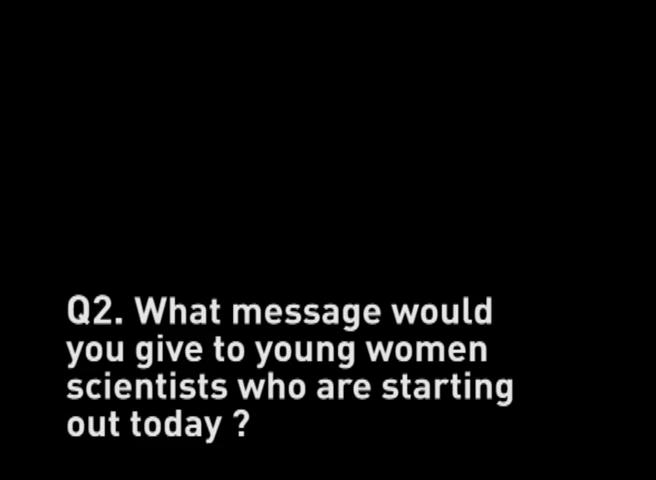 Q2. What message would
you give to young women
scientists who are starting
out today ?